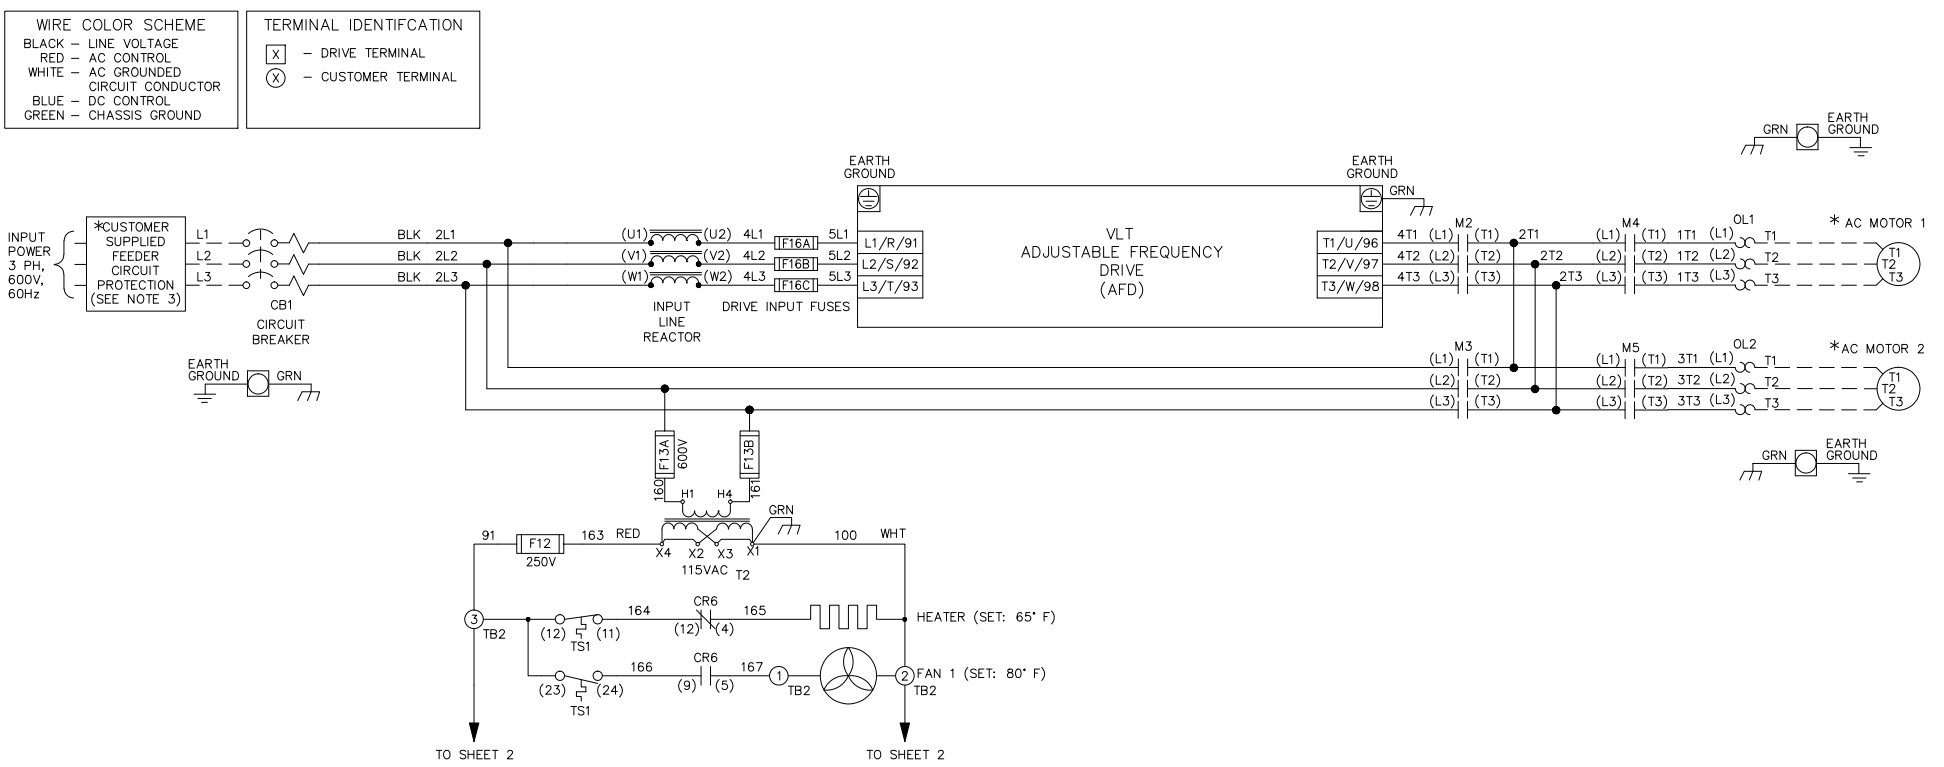 WIRE COLOR SCHEME
BLACK – LINE VOLTAGE
RED – AC CONTROL
WHITE – AC GROUNDED
CIRCUIT CONDUCTOR
BLUE – DC CONTROL
GREEN – CHASSIS GROUND
TERMINAL IDENTIFCATION
X – DRIVE TERMINAL
X – CUSTOMER TERMINAL
INPUT
POWER
3 PH,
600V,
60Hz
*CUSTOMER
SUPPLIED
FEEDER
CIRCUIT
PROTECTION
(SEE NOTE 3)
L1
L2
L3
CB1
CIRCUIT
BREAKER
EARTH
GROUND
GRN
BLK 2L1
BLK 2L2
BLK 2L3
(U1) (U2) 4L1 F16A 5L1
(V1) (V2) 4L2 F16B 5L2
(W1) (W2) 4L3 F16C 5L3
INPUT
LINE
REACTOR
DRIVE INPUT FUSES
EARTH
GROUND
L1/R/91
L2/S/92
L3/T/93
VLT
ADJUSTABLE FREQUENCY
DRIVE
(AFD)
EARTH
GROUND
GRN
T1/U/96
T2/V/97
T3/W/98
M2
4T1 (L1) (T1) 2T1
4T2 (L2) (T2) 2T2
4T3 (L3) (T3) 2T3
M4
(L1) (T1) 1T1 (L1) T1
(L2) (T2) 1T2 (L2) T2
(L3) (T3) 1T3 (L3) T3
OL1
* AC MOTOR 1
T1
T2
T3
GRN
EARTH
GROUND
M3
(L1) (T1)
(L2) (T2)
(L3) (T3)
M5
(L1) (T1) 3T1 (L1) T1
(L2) (T2) 3T2 (L2) T2
(L3) (T3) 3T3 (L3) T3
OL2
*AC MOTOR 2
T1
T2
T3
GRN
EARTH
GROUND
F13A
600V
F13B
160
161
H1 H4
GRN
91 F12 163 RED
250V
X4 X2 X3 X1
100 WHT
115VAC T2
3
TB2
(12) (11)
TS1
164
CR6
(12) (4)
165
HEATER (SET: 65° F)
(23) (24)
TS1
166
CR6
(9) (5)
167
1
TB2
2
TB2
FAN 1 (SET: 80° F)
TO SHEET 2
TO SHEET 2